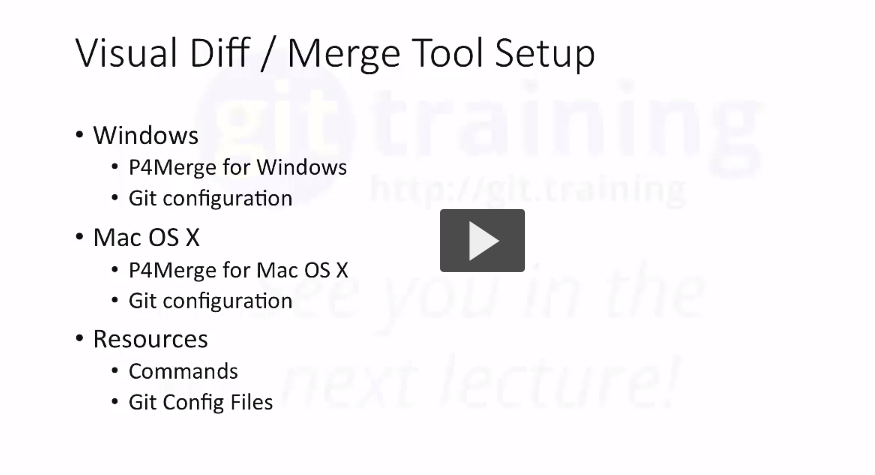 Visual Diff / Merge Tool Setup
git training
http://git.training
• Windows
• P4Merge for Windows
• Git configuration
• Mac OS X
• P4Merge for Mac OS X
• Git configuration
See you in the
next lecture!
• Resources
• Commands
• Git Config Files